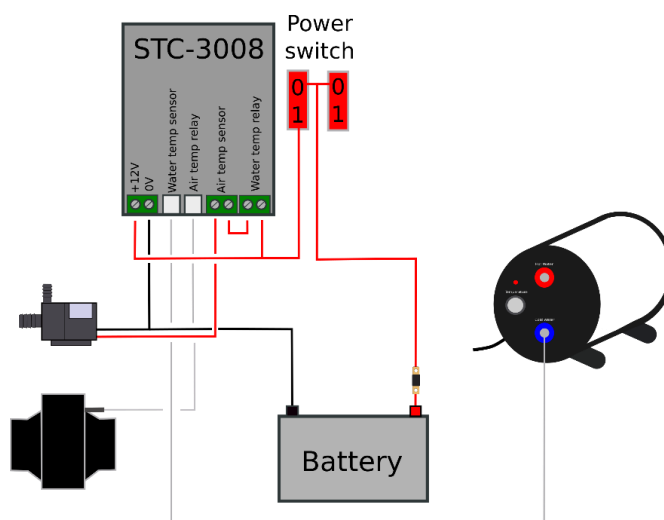 STC-3008
Power
switch
0
1
0
1
+12V
0V
Water temp sensor
Air temp relay
Air temp sensor
Water temp relay
Battery